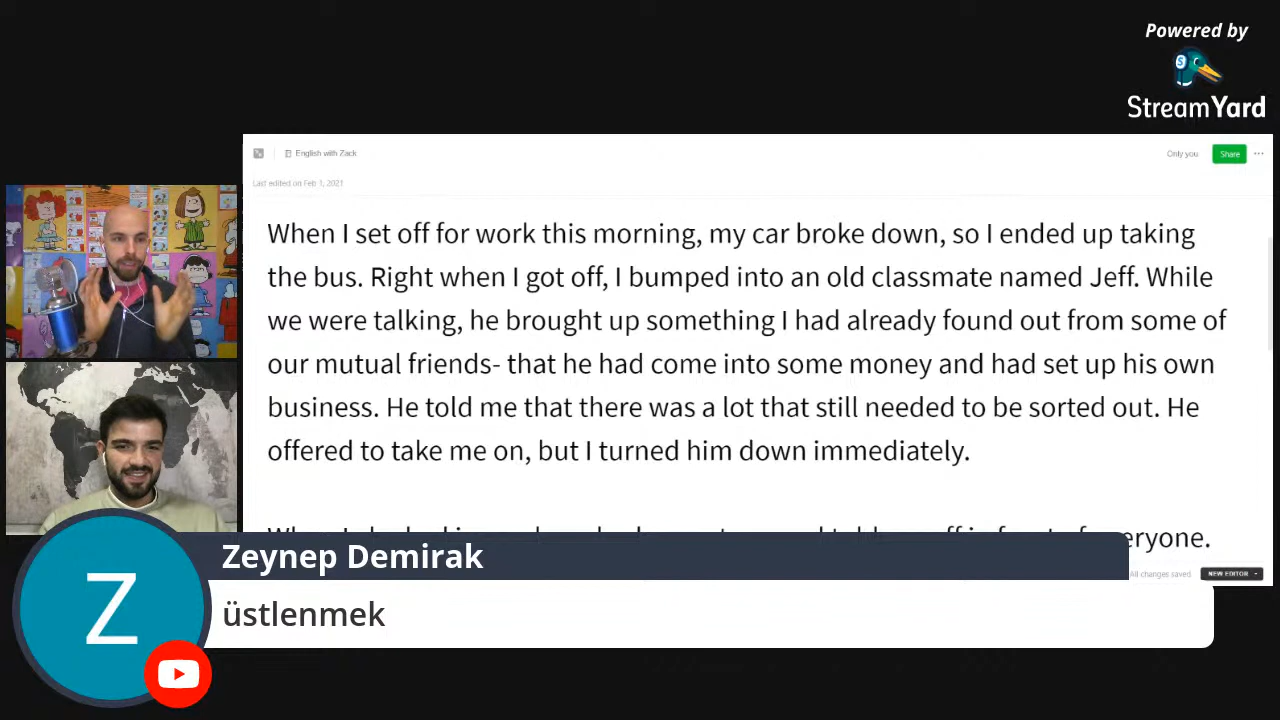 Powered by
StreamYard
English with Zack
Only you
Share
Last edited on Feb 1, 2021
When I set off for work this morning, my car broke down, so I ended up taking
the bus. Right when I got off, I bumped into an old classmate named Jeff. While
we were talking, he brought up something I had already found out from some of
our mutual friends- that he had come into some money and had set up his own
business. He told me that there was a lot that still needed to be sorted out. He
offered to take me on, but I turned him down immediately.
eryone.
All changes saved
NEW EDITOR
Z
Zeynep Demirak
üstlenmek